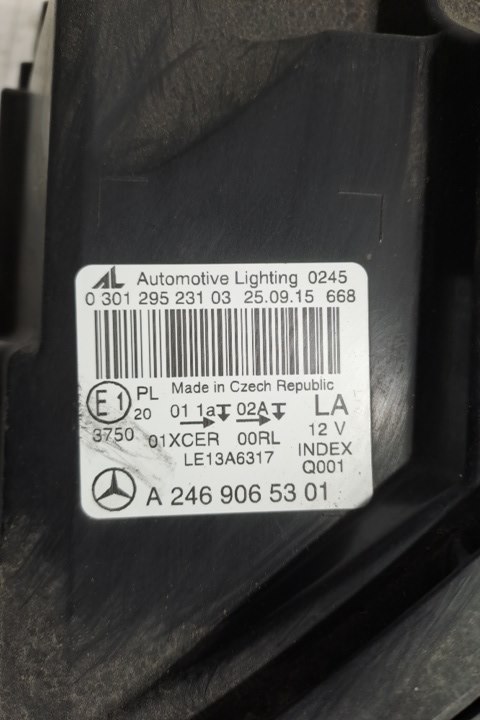 AL Automotive Lighting 0245
0 301 295 231 03 25.09.15 668
Made in Czech Republic
E1 PL 20 01 1a 02A LA
3750 01XCER 00RL 12 V
LE13A6317 INDEX
Q001
A 246 906 53 01